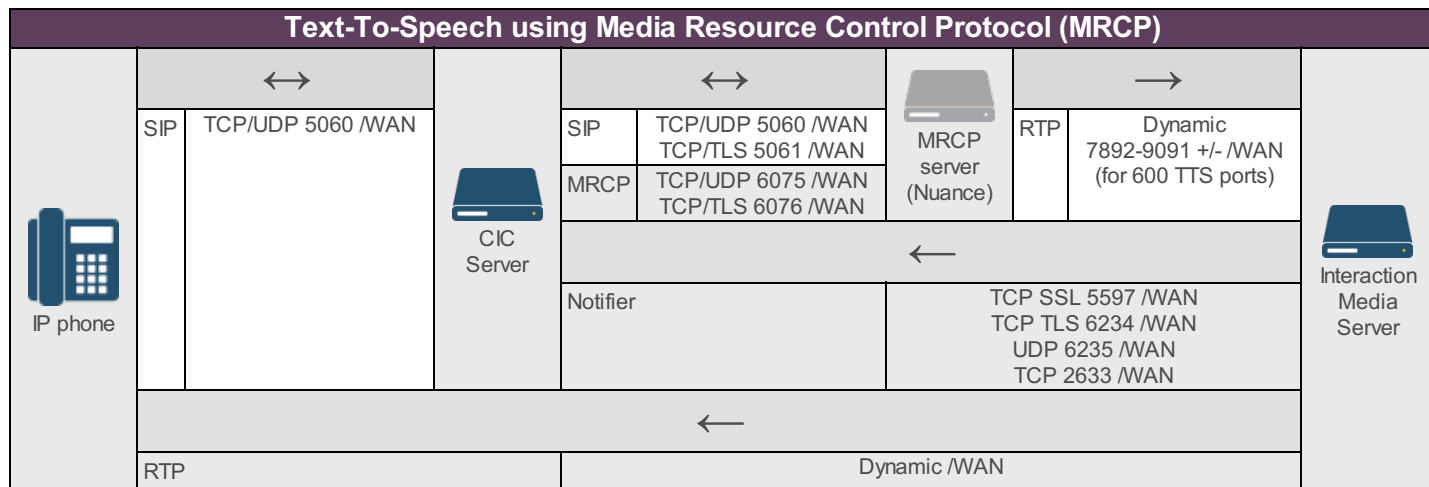 Text-To-Speech using Media Resource Control Protocol (MRCP)
↔
↔
→
SIP
TCP/UDP 5060 /WAN
SIP
TCP/UDP 5060 /WAN
TCP/TLS 5061 /WAN
MRCP
TCP/UDP 6075 /WAN
TCP/TLS 6076 /WAN
MRCP
server
(Nuance)
RTP
Dynamic
7892-9091 +/- /WAN
(for 600 TTS ports)
IP phone
CIC
Server
←
Notifier
TCP SSL 5597 /WAN
TCP TLS 6234 /WAN
UDP 6235 /WAN
TCP 2633 /WAN
Interaction
Media
Server
←
RTP
Dynamic /WAN